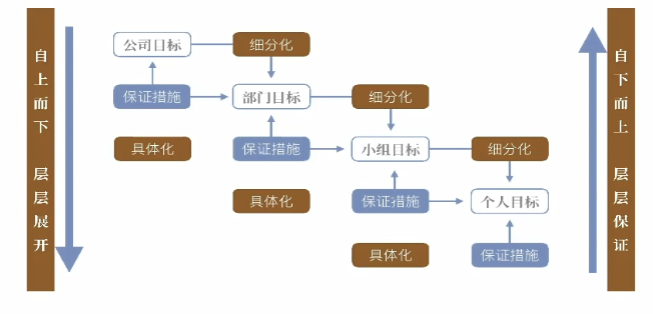 自上而下 层层展开
公司目标 细分化
保证措施 部门目标 细分化
具体化 保证措施 小组目标 细分化
具体化 保证措施 个人目标
具体化 保证措施
自下而上 层层保证